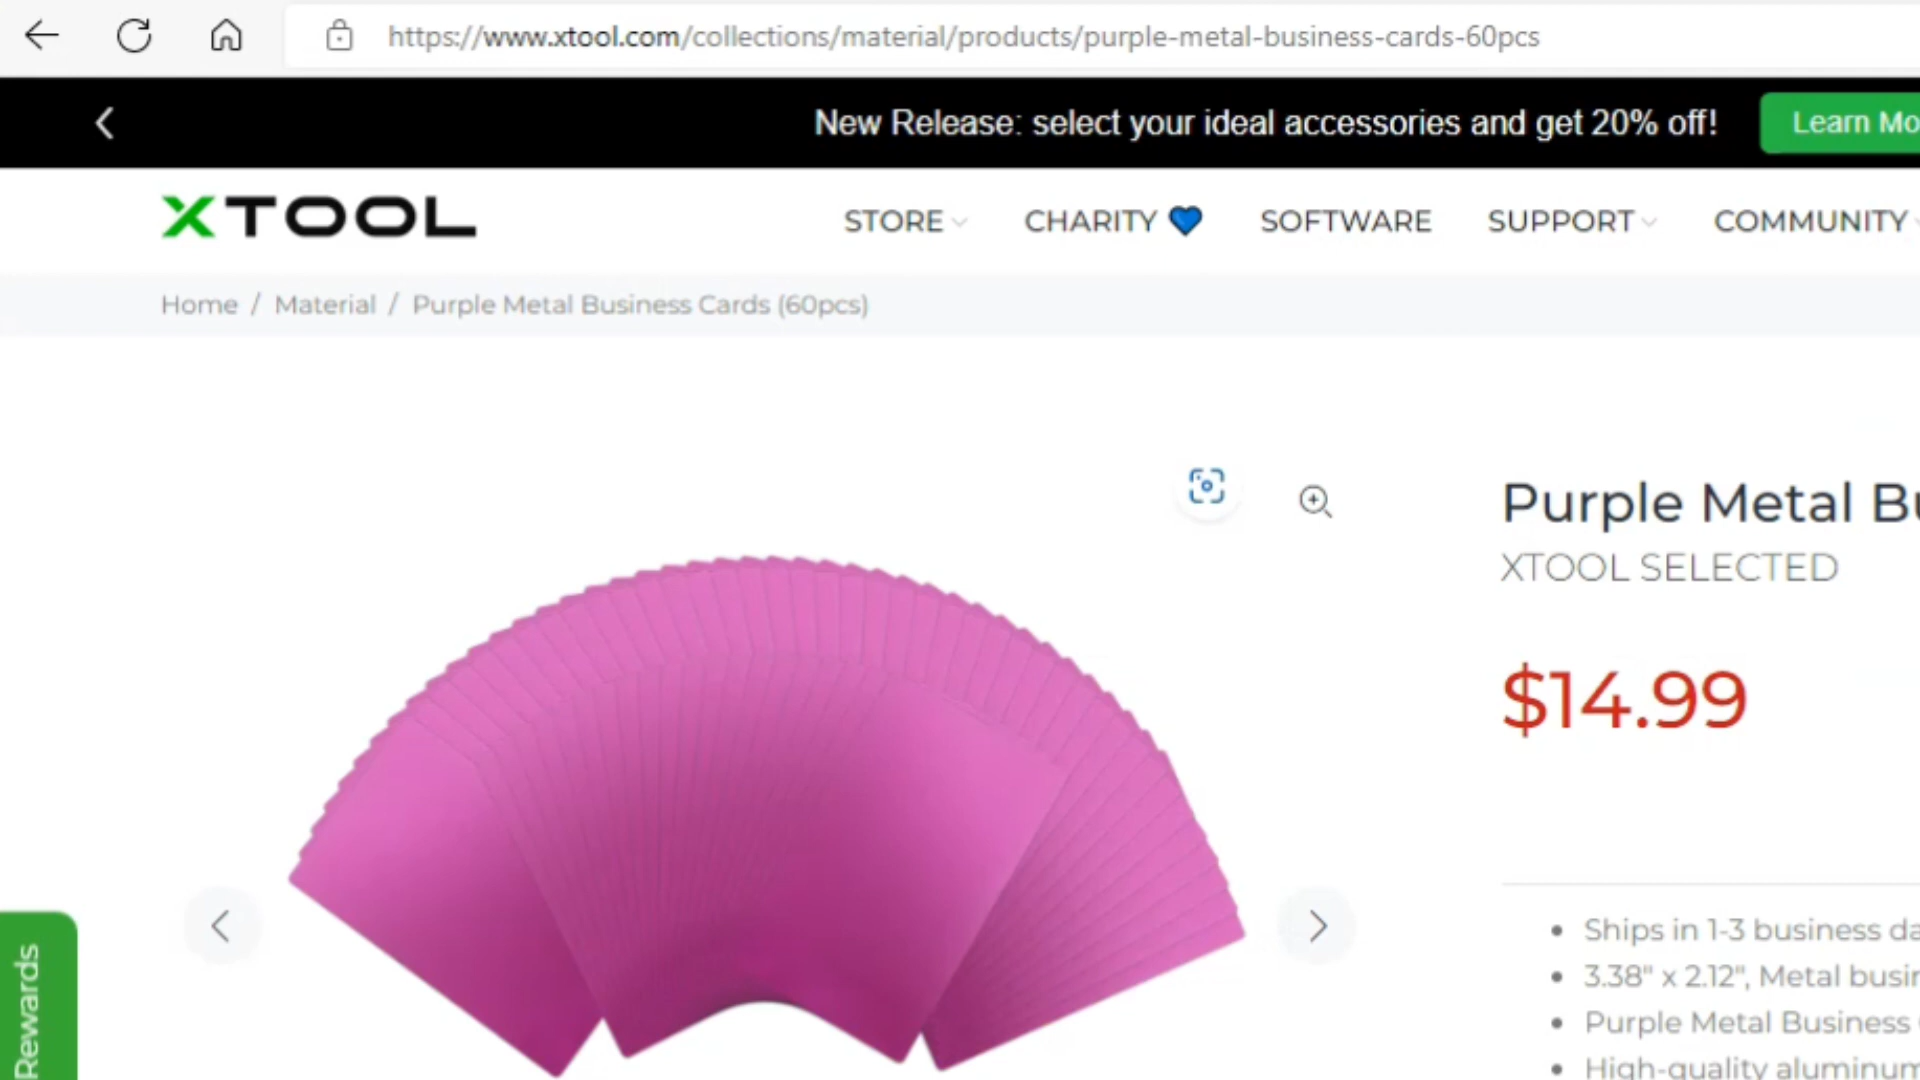 https://www.xtool.com/collections/material/products/purple-metal-business-cards-60pcs
New Release: select your ideal accessories and get 20% off!
Learn Mo
XTOOL
STORE
CHARITY
SOFTWARE
SUPPORT
COMMUNITY
Home / Material / Purple Metal Business Cards (60pcs)
Purple Metal Bu
XTOOL SELECTED
$14.99
Ships in 1-3 business da
3.38" x 2.12", Metal busin
Purple Metal Business
High-quality aluminum
Rewards